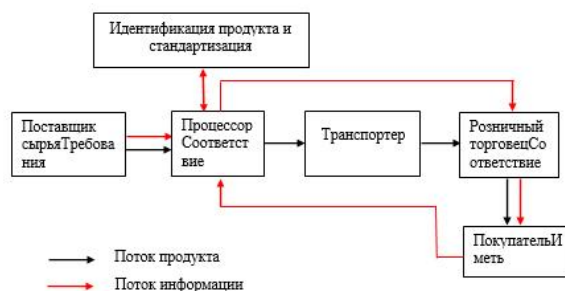 Идентификация продукта и
стандартизация
Поставщик
сырьяТребова
ния
Процессор
Соответст
вие
Транспортер
Розничный
торговецСо
ответствие
ПокупательИ
меть
Поток продукта
Поток информации